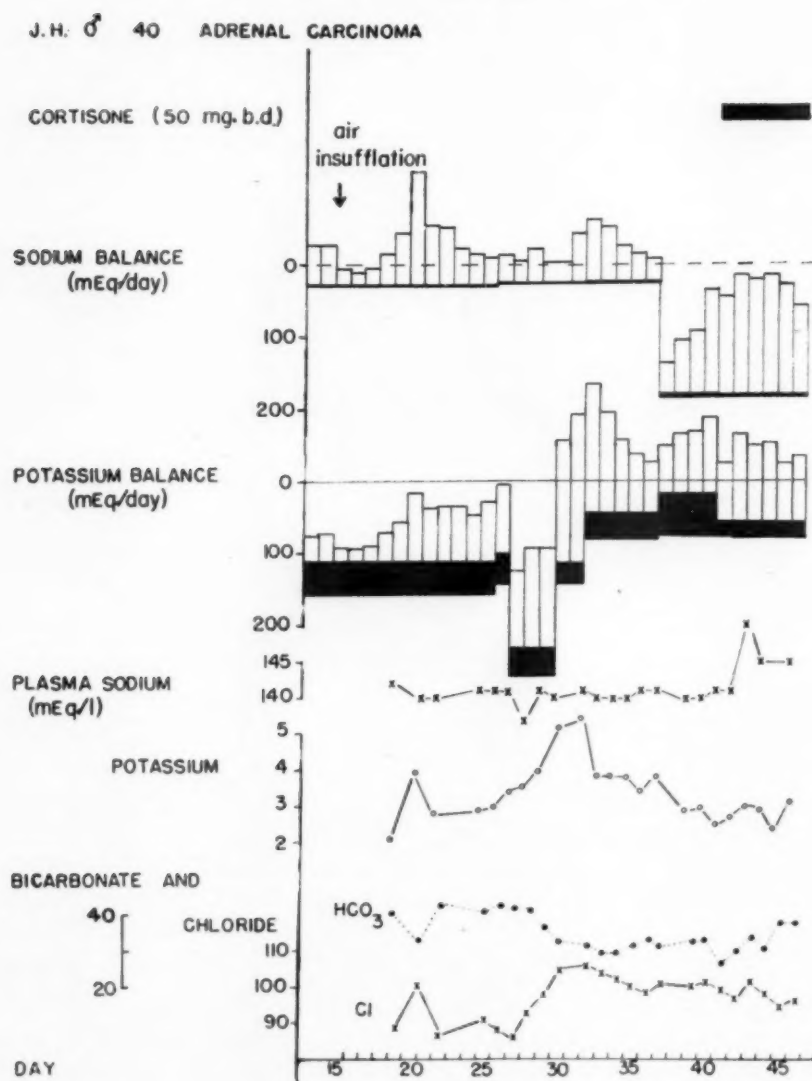 J.H. ♂ 40 ADRENAL CARCINOMA
CORTISONE (50 mg. b.d.)
air
insufflation
SODIUM BALANCE
(mEq/day)
0
100
200
POTASSIUM BALANCE
(mEq/day)
0
100
200
PLASMA SODIUM
(mEq/l)
145
140
POTASSIUM
5
4
3
2
BICARBONATE AND
CHLORIDE
40
20
HCO3
110
100
90
Cl
DAY
15 20 25 30 35 40 45